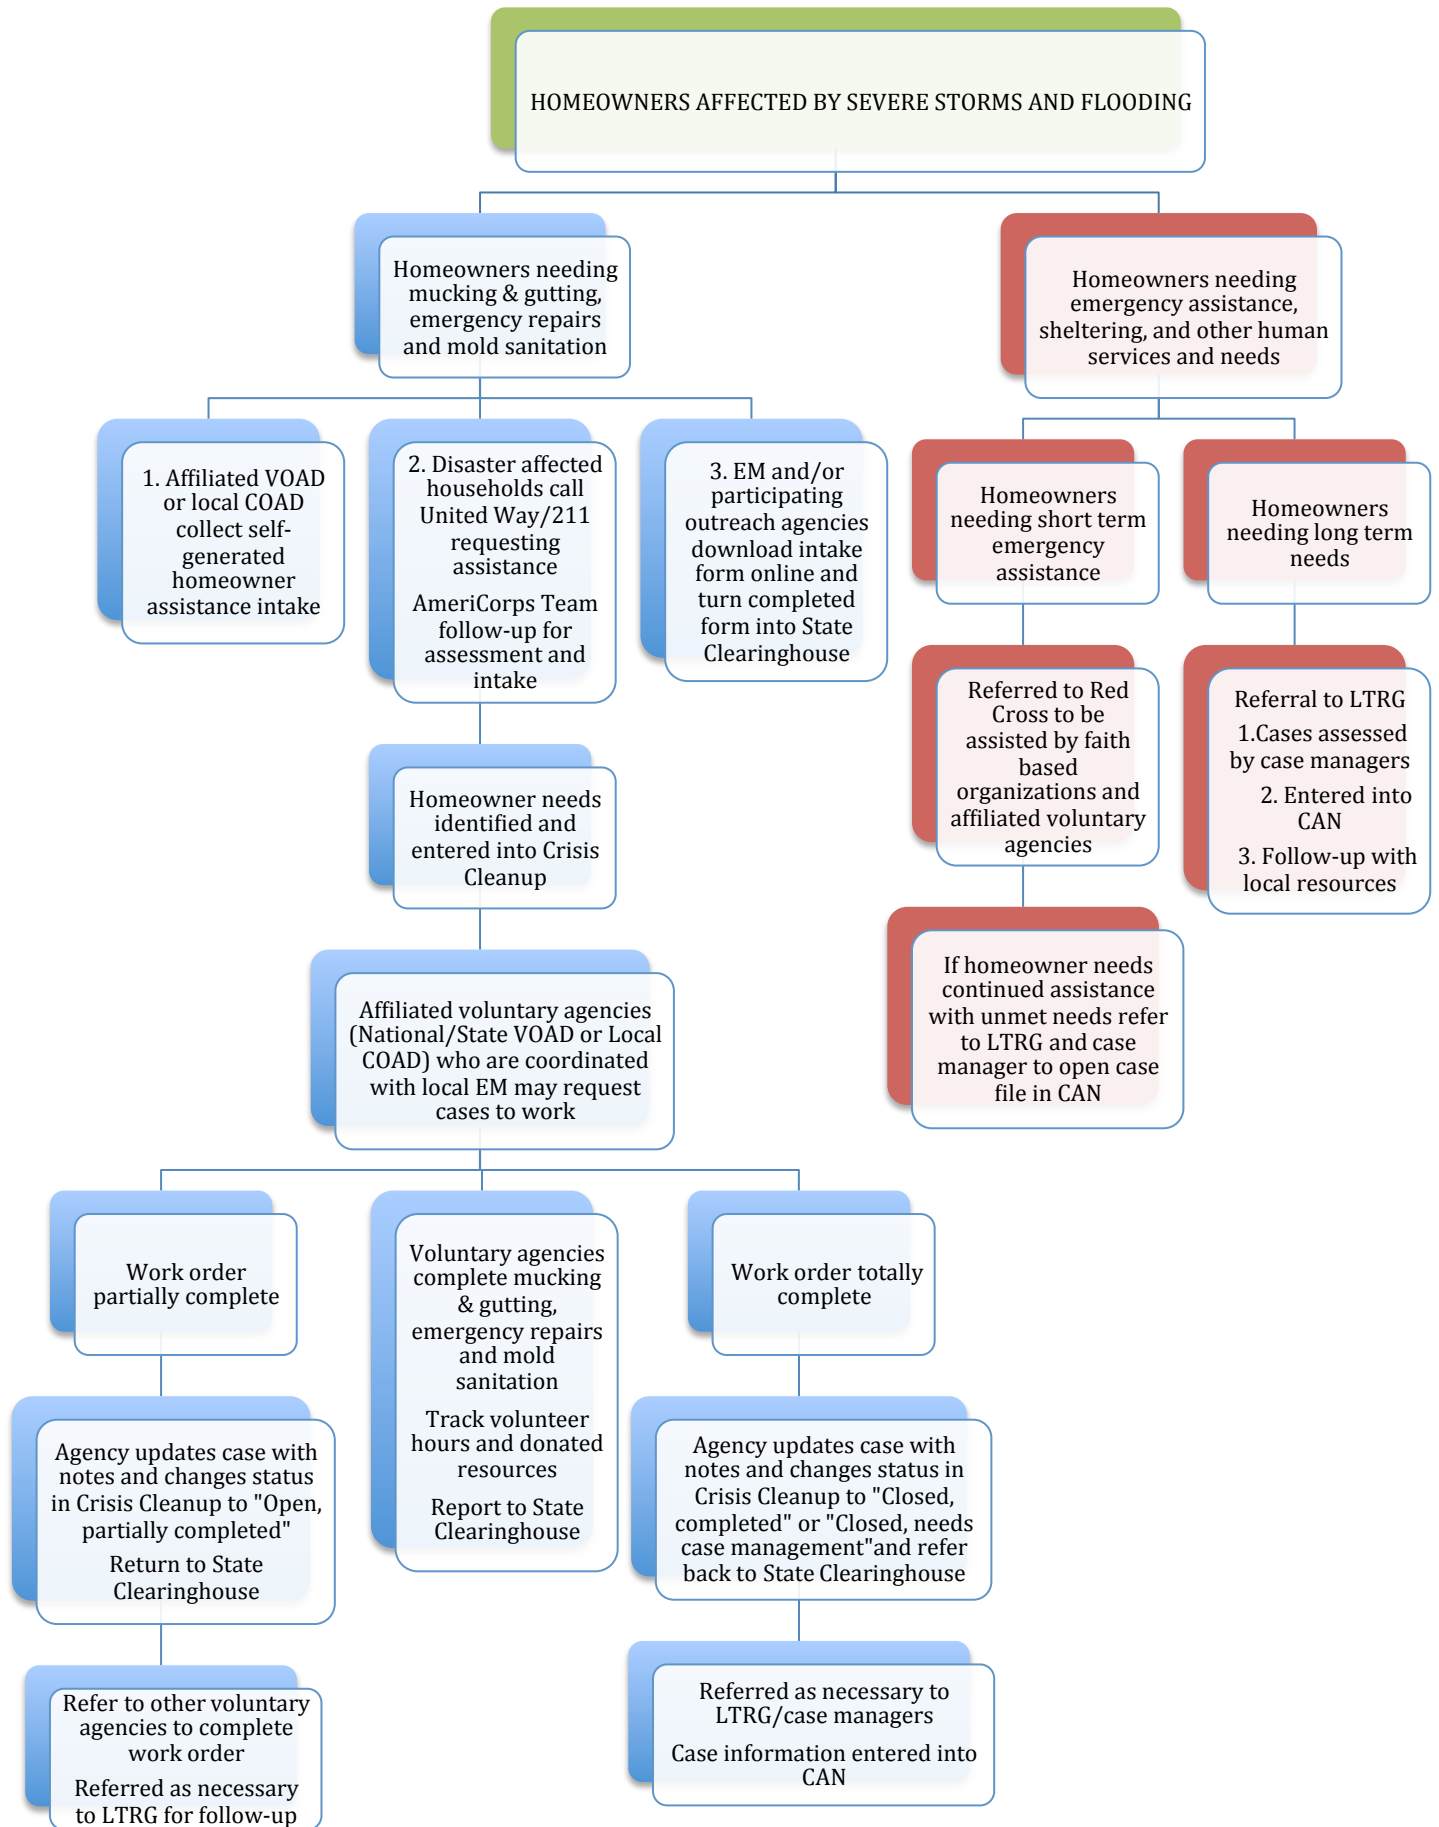 HOMEOWNERS AFFECTED BY SEVERE STORMS AND FLOODING
Homeowners needing
mucking & gutting,
emergency repairs
and mold sanitation
Homeowners needing
emergency assistance,
sheltering, and other human
services and needs
1. Affiliated VOAD
or local COAD
collect self-
generated
homeowner
assistance intake
2. Disaster affected
households call
United Way/211
requesting
assistance
AmeriCorps Team
follow-up for
assessment and
intake
3. EM and/or
participating
outreach agencies
download intake
form online and
turn completed
form into State
Clearinghouse
Homeowners
needing short term
emergency
assistance
Homeowners
needing long term
needs
Homeowner needs
identified and
entered into Crisis
Cleanup
Referred to Red
Cross to be
assisted by faith
based
organizations and
affiliated voluntary
agencies
Referral to LTRG
1.Cases assessed
by case managers
2. Entered into
CAN
3. Follow-up with
local resources
Affiliated voluntary agencies
(National/State VOAD or Local
COAD) who are coordinated
with local EM may request
cases to work
If homeowner needs
continued assistance
with unmet needs refer
to LTRG and case
manager to open case
file in CAN
Work order
partially complete
Voluntary agencies
complete mucking
& gutting,
emergency repairs
and mold
sanitation
Track volunteer
hours and donated
resources
Report to State
Clearinghouse
Work order totally
complete
Agency updates case with
notes and changes status
in Crisis Cleanup to "Open,
partially completed"
Return to State
Clearinghouse
Agency updates case with
notes and changes status in
Crisis Cleanup to "Closed,
completed" or "Closed, needs
case management"and refer
back to State Clearinghouse
Refer to other voluntary
agencies to complete
work order
Referred as necessary
to LTRG for follow-up
Referred as necessary to
LTRG/case managers
Case information entered into
CAN